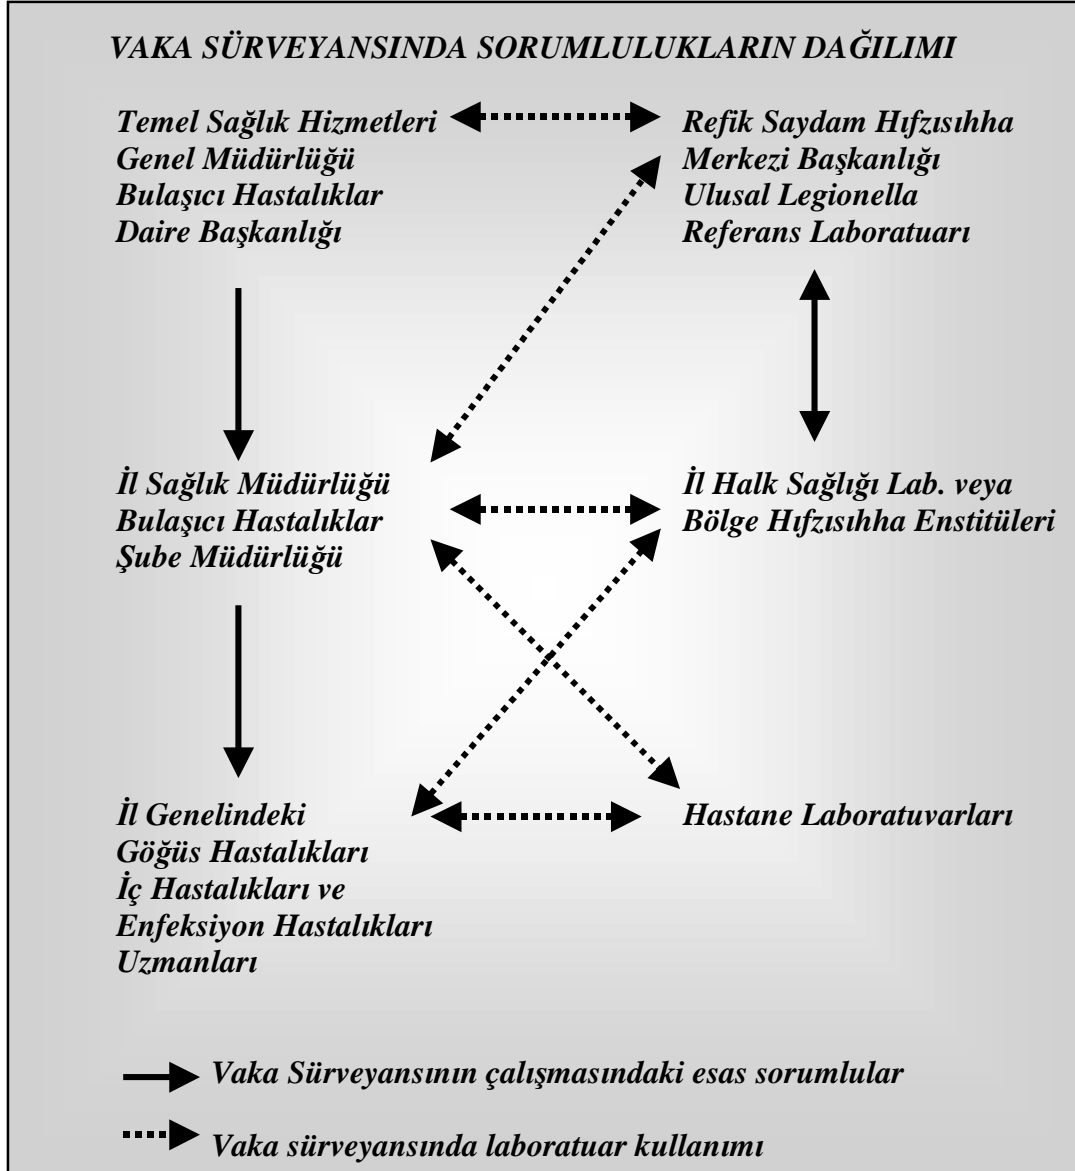 VAKA SÜRVEYANSINDA SORUMLULUKLARIN DAĞILIMI
Temel Sağlık Hizmetleri
Genel Müdürlüğü
Bulaşıcı Hastalıklar
Daire Başkanlığı
Refik Saydam Hıfzısıhha
Merkezi Başkanlığı
Ulusal Legionella
Referans Laboratuarı
İl Sağlık Müdürlüğü
Bulaşıcı Hastalıklar
Şube Müdürlüğü
İl Halk Sağlığı Lab. veya
Bölge Hıfzısıhha Enstitüleri
İl Genelindeki
Göğüs Hastalıkları
İç Hastalıkları ve
Enfeksiyon Hastalıkları
Uzmanları
Hastane Laboratuvarları
Vaka Sürveyansının çalışmasındaki esas sorumlular
Vaka sürveyansında laboratuar kullanımı